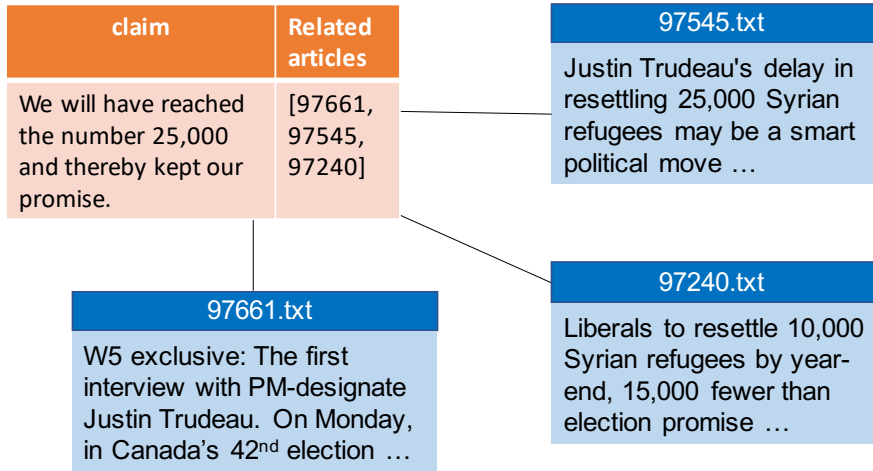 claim
Related
articles
We will have reached
the number 25,000
and thereby kept our
promise.
[97661,
97545,
97240]
97545.txt
Justin Trudeau's delay in
resettling 25,000 Syrian
refugees may be a smart
political move …
97240.txt
Liberals to resettle 10,000
Syrian refugees by year-
end, 15,000 fewer than
election promise …
97661.txt
W5 exclusive: The first
interview with PM-designate
Justin Trudeau. On Monday,
in Canada's 42nd election …